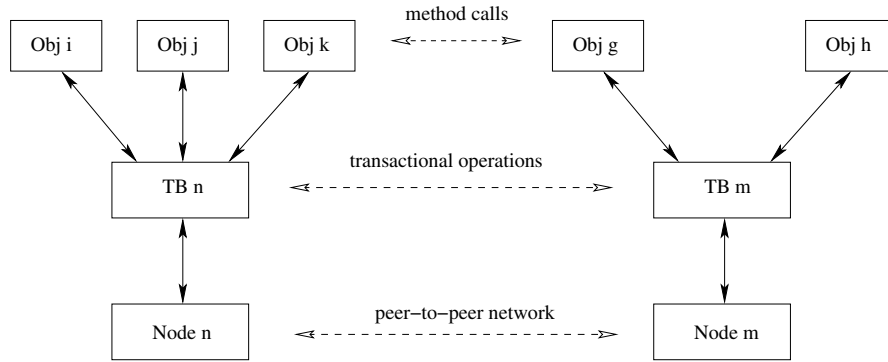 method calls
Obj i
Obj j
Obj k
Obj g
Obj h
transactional operations
TB n
TB m
peer−to−peer network
Node n
Node m